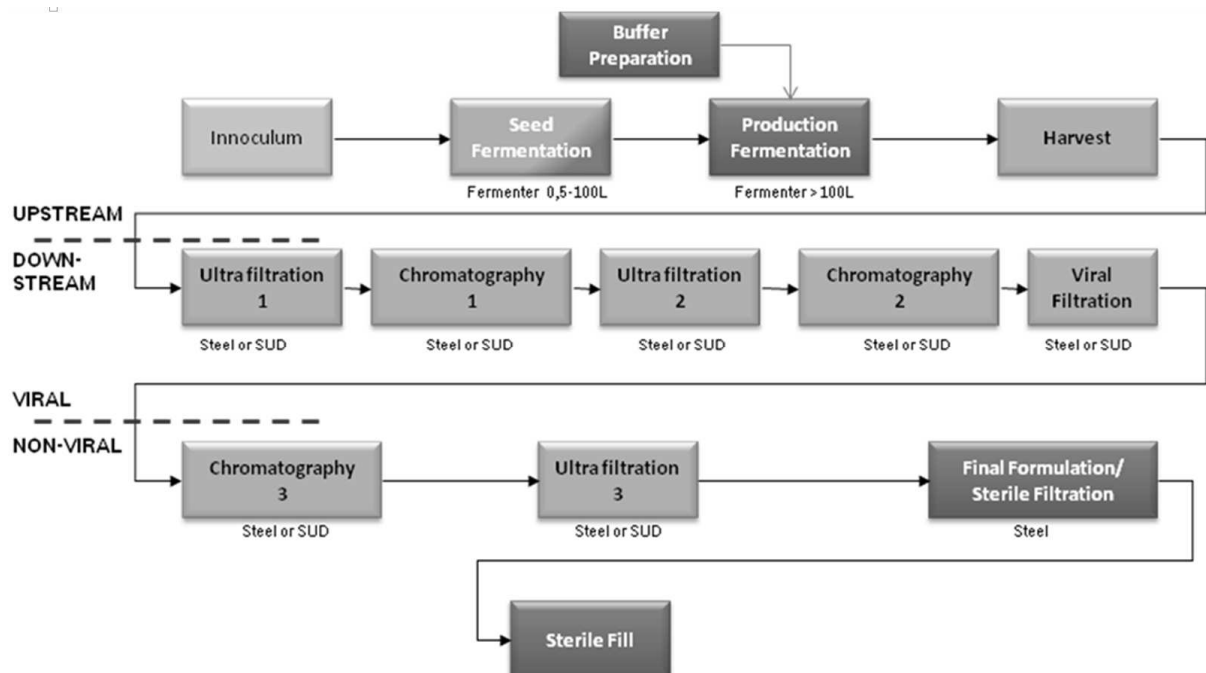 Buffer
Preparation
Innoculum
Seed
Fermentation
Production
Fermentation
Harvest
Fermenter 0,5-100L
Fermenter > 100L
UPSTREAM
DOWN-
STREAM
Ultra filtration
1
Chromatography
1
Ultra filtration
2
Chromatography
2
Viral
Filtration
Steel or SUD
Steel or SUD
Steel or SUD
Steel or SUD
Steel or SUD
VIRAL
NON-VIRAL
Chromatography
3
Ultra filtration
3
Final Formulation/
Sterile Filtration
Steel or SUD
Steel or SUD
Steel
Sterile Fill